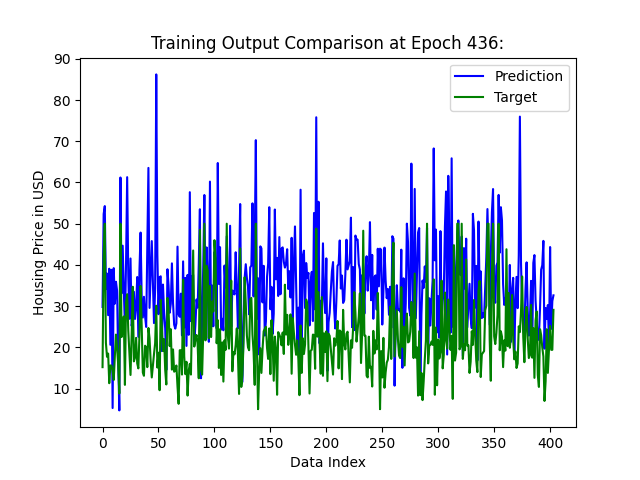 Training Output Comparison at Epoch 436:
Prediction
Target
Housing Price in USD
90
80
70
60
50
40
30
20
10
0 50 100 150 200 250 300 350 400
Data Index